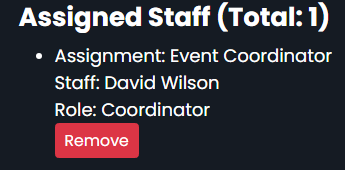 Assigned Staff (Total: 1)
Assignment: Event Coordinator
Staff: David Wilson
Role: Coordinator
Remove